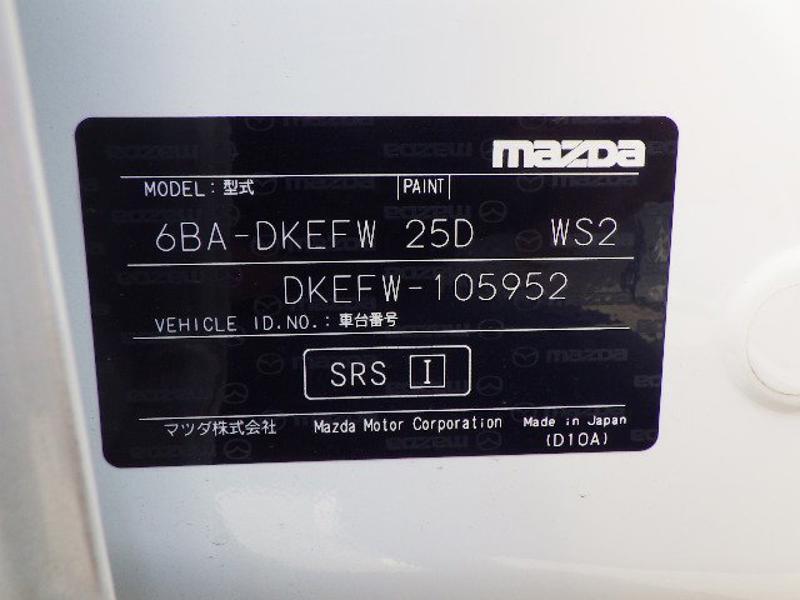 mazda
MODEL: 型式 PAINT
6BA-DKEFW 25D WS2
DKEFW-105952
VEHICLE ID.NO.: 車台番号
SRS I
マツダ株式会社 Mazda Motor Corporation Made in Japan
(D10A)